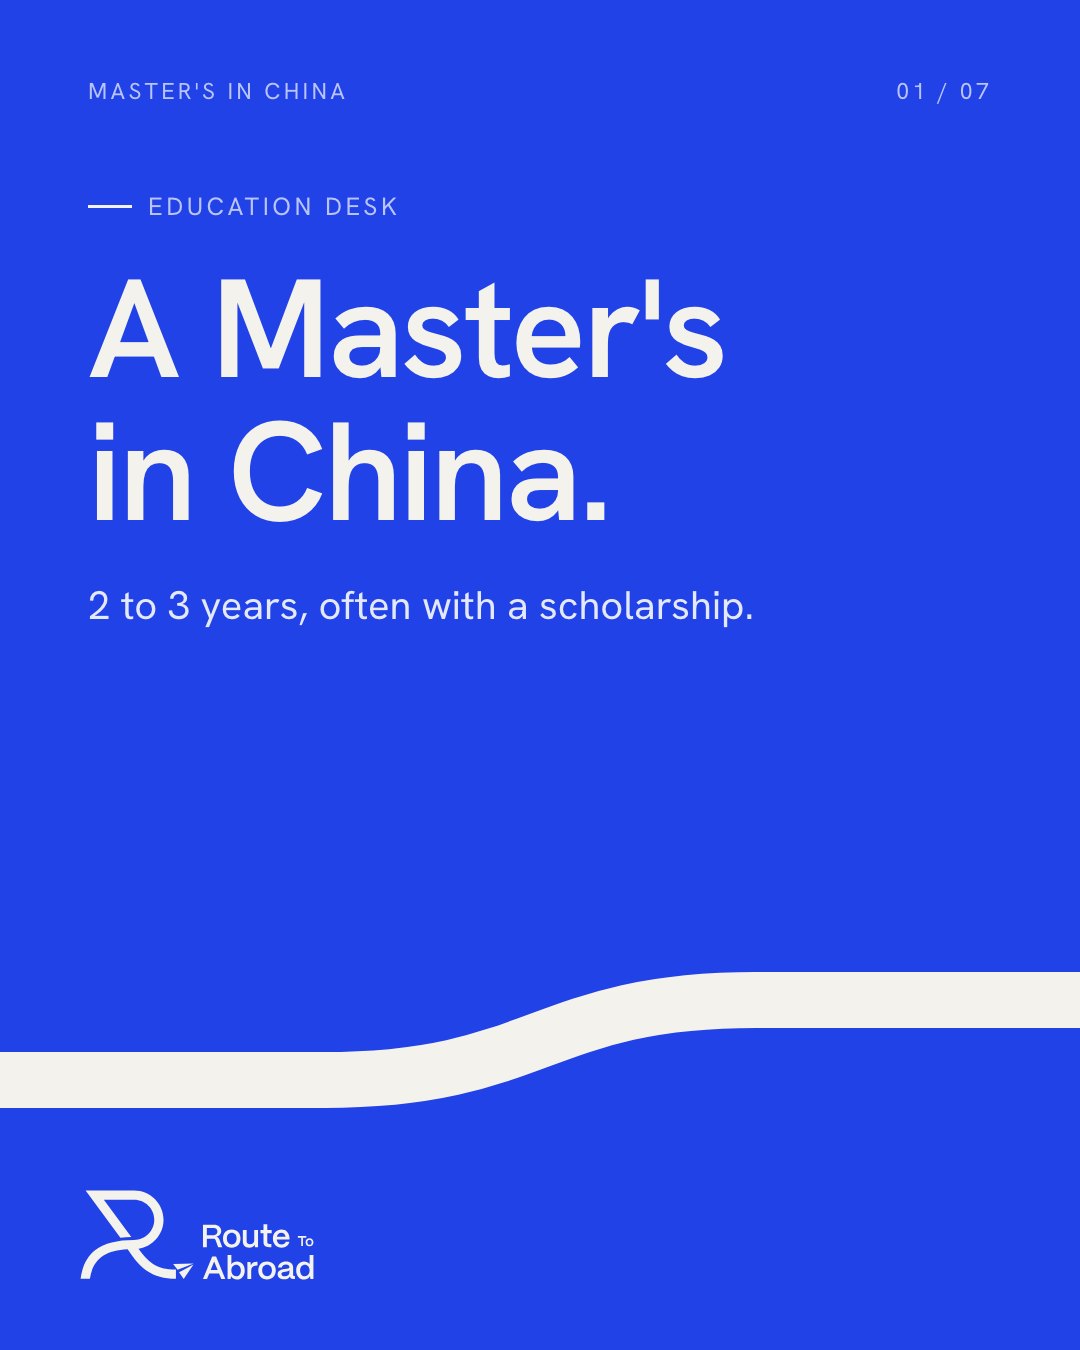 MASTER'S IN CHINA
01 / 07
EDUCATION DESK
A Master's
in China.
2 to 3 years, often with a scholarship.
Route To
Abroad